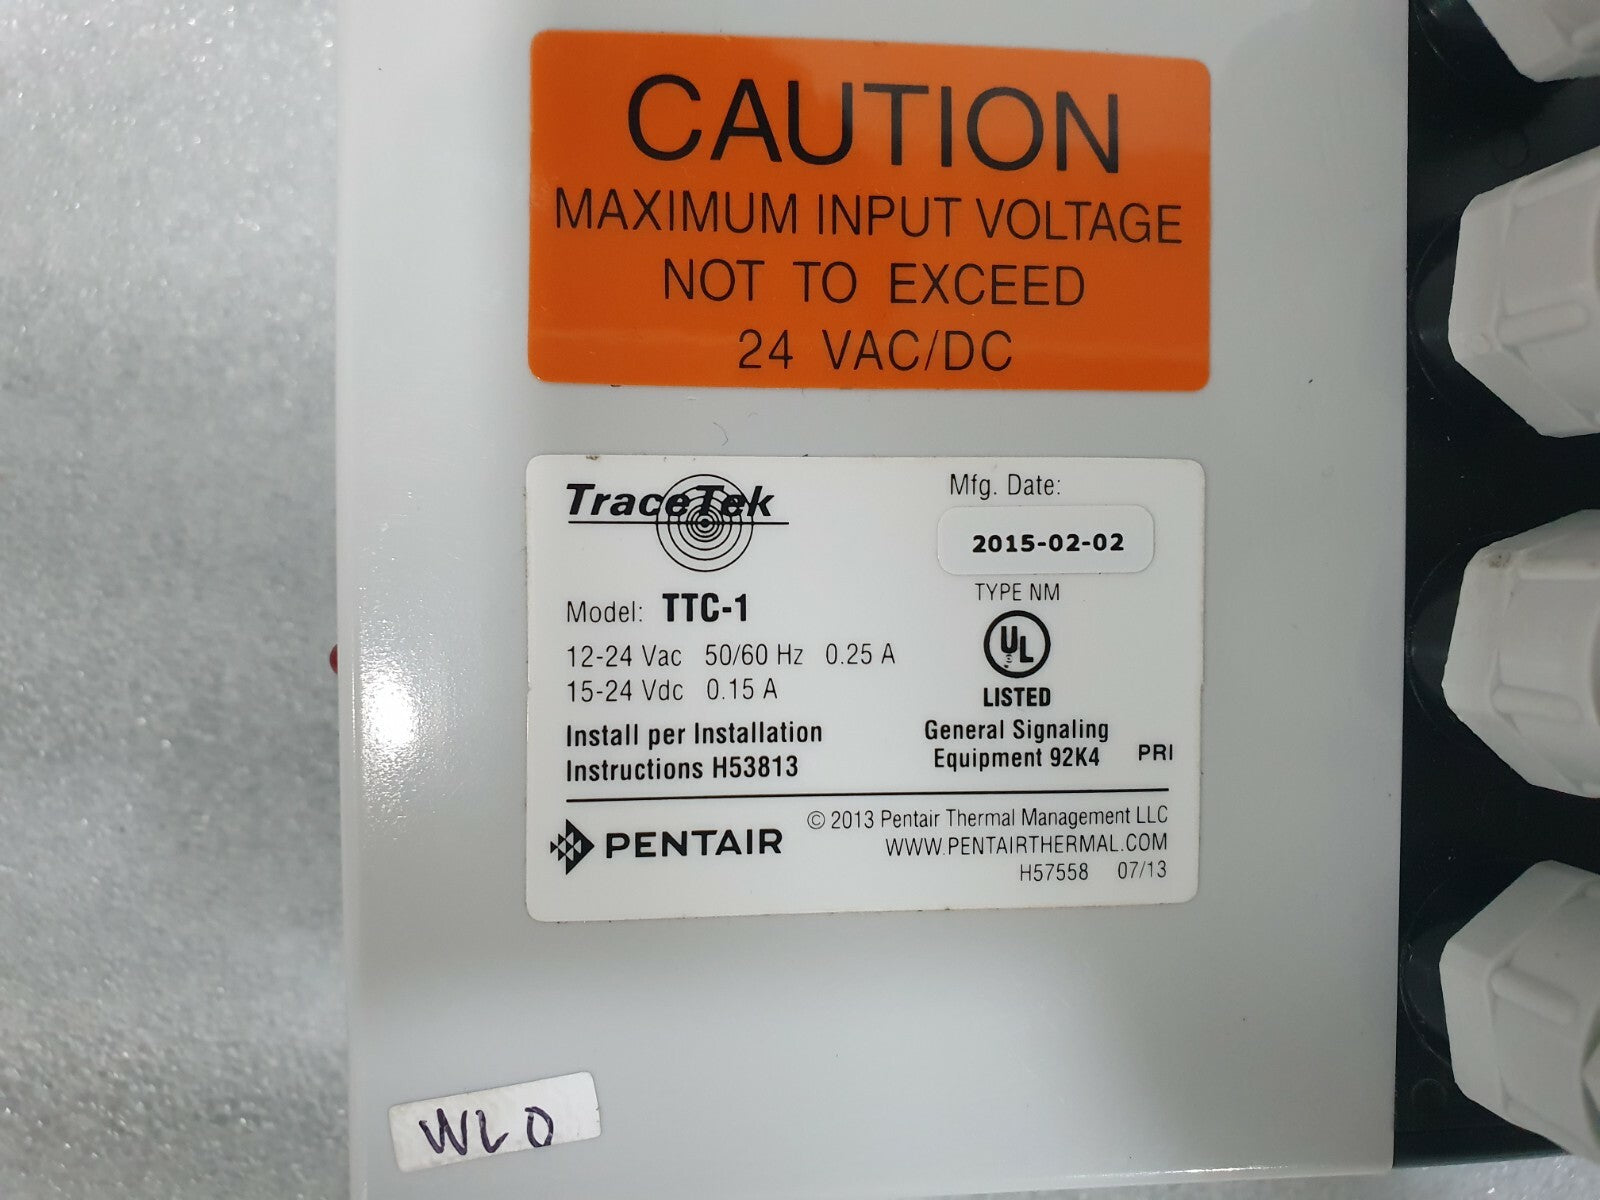 CAUTION
MAXIMUM INPUT VOLTAGE
NOT TO EXCEED
24 VAC/DC
TraceTek
Model: TTC-1
12-24 Vac 50/60 Hz 0.25 A
15-24 Vdc 0.15 A
Install per Installation
Instructions H53813
Mfg. Date:
2015-02-02
TYPE NM
UL
LISTED
General Signaling
Equipment 92K4 PRI
PENTAIR
© 2013 Pentair Thermal Management LLC
WWW.PENTAIRTHERMAL.COM
H57558 07/13
WLO